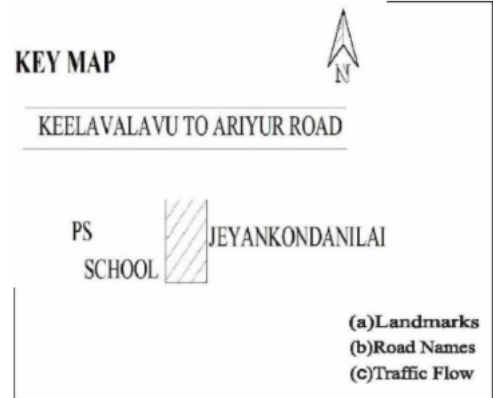 N
KEY MAP
KEELAVALAVU TO ARIYUR ROAD
PS
JEYANKONDANILAI
SCHOOL
(a)Landmarks
(b)Road Names
(c)Traffic Flow